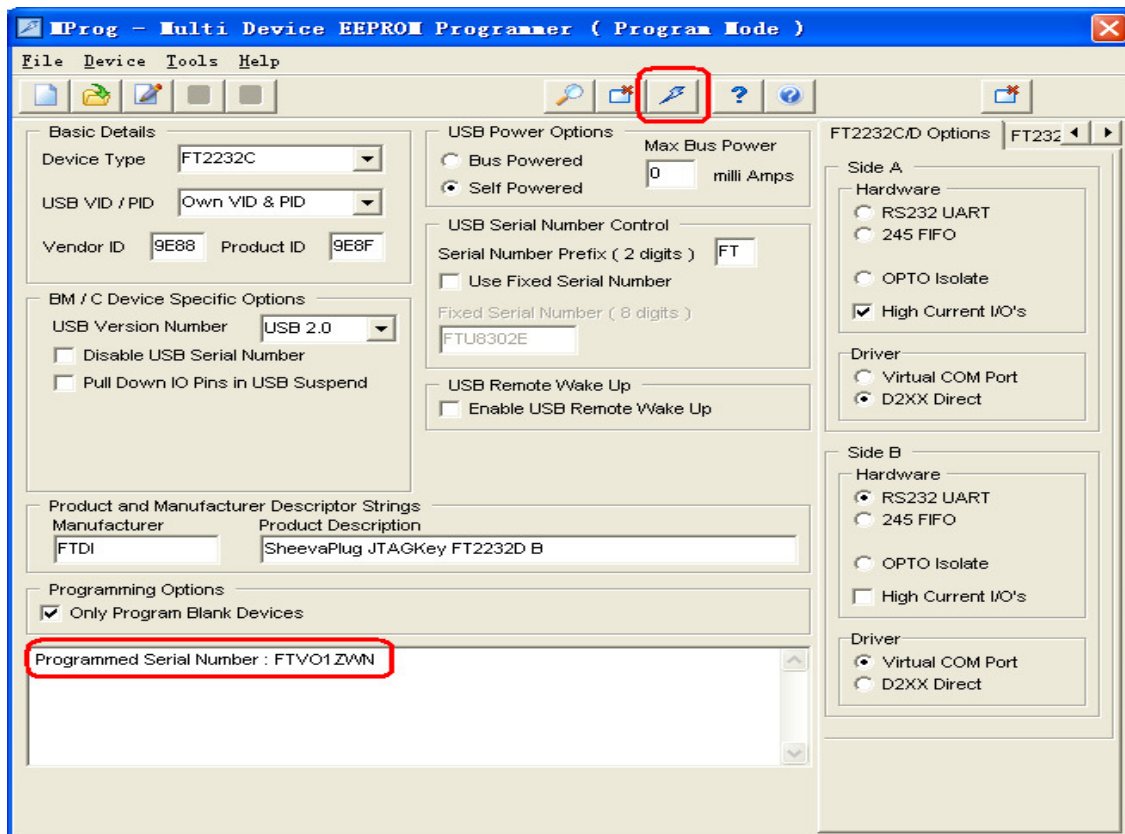 MProg - Multi Device EEPROM Programmer ( Program Mode )
File Device Tools Help
Basic Details
Device Type FT2232C
USB VID / PID Own VID & PID
Vendor ID 9E88 Product ID 9E8F
BM / C Device Specific Options
USB Version Number USB 2.0
Disable USB Serial Number
Pull Down IO Pins in USB Suspend
USB Power Options
Bus Powered
Self Powered
Max Bus Power
0 milli Amps
USB Serial Number Control
Serial Number Prefix ( 2 digits ) FT
Use Fixed Serial Number
Fixed Serial Number ( 8 digits )
FTU8302E
USB Remote Wake Up
Enable USB Remote Wake Up
Product and Manufacturer Descriptor Strings
Manufacturer Product Description
FTDI SheevaPlug JTAGKey FT2232D B
Programming Options
Only Program Blank Devices
Programmed Serial Number : FTVO1ZWN
FT2232C/D Options FT232
Side A
Hardware
RS232 UART
245 FIFO
OPTO Isolate
High Current I/O's
Driver
Virtual COM Port
D2XX Direct
Side B
Hardware
RS232 UART
245 FIFO
OPTO Isolate
High Current I/O's
Driver
Virtual COM Port
D2XX Direct